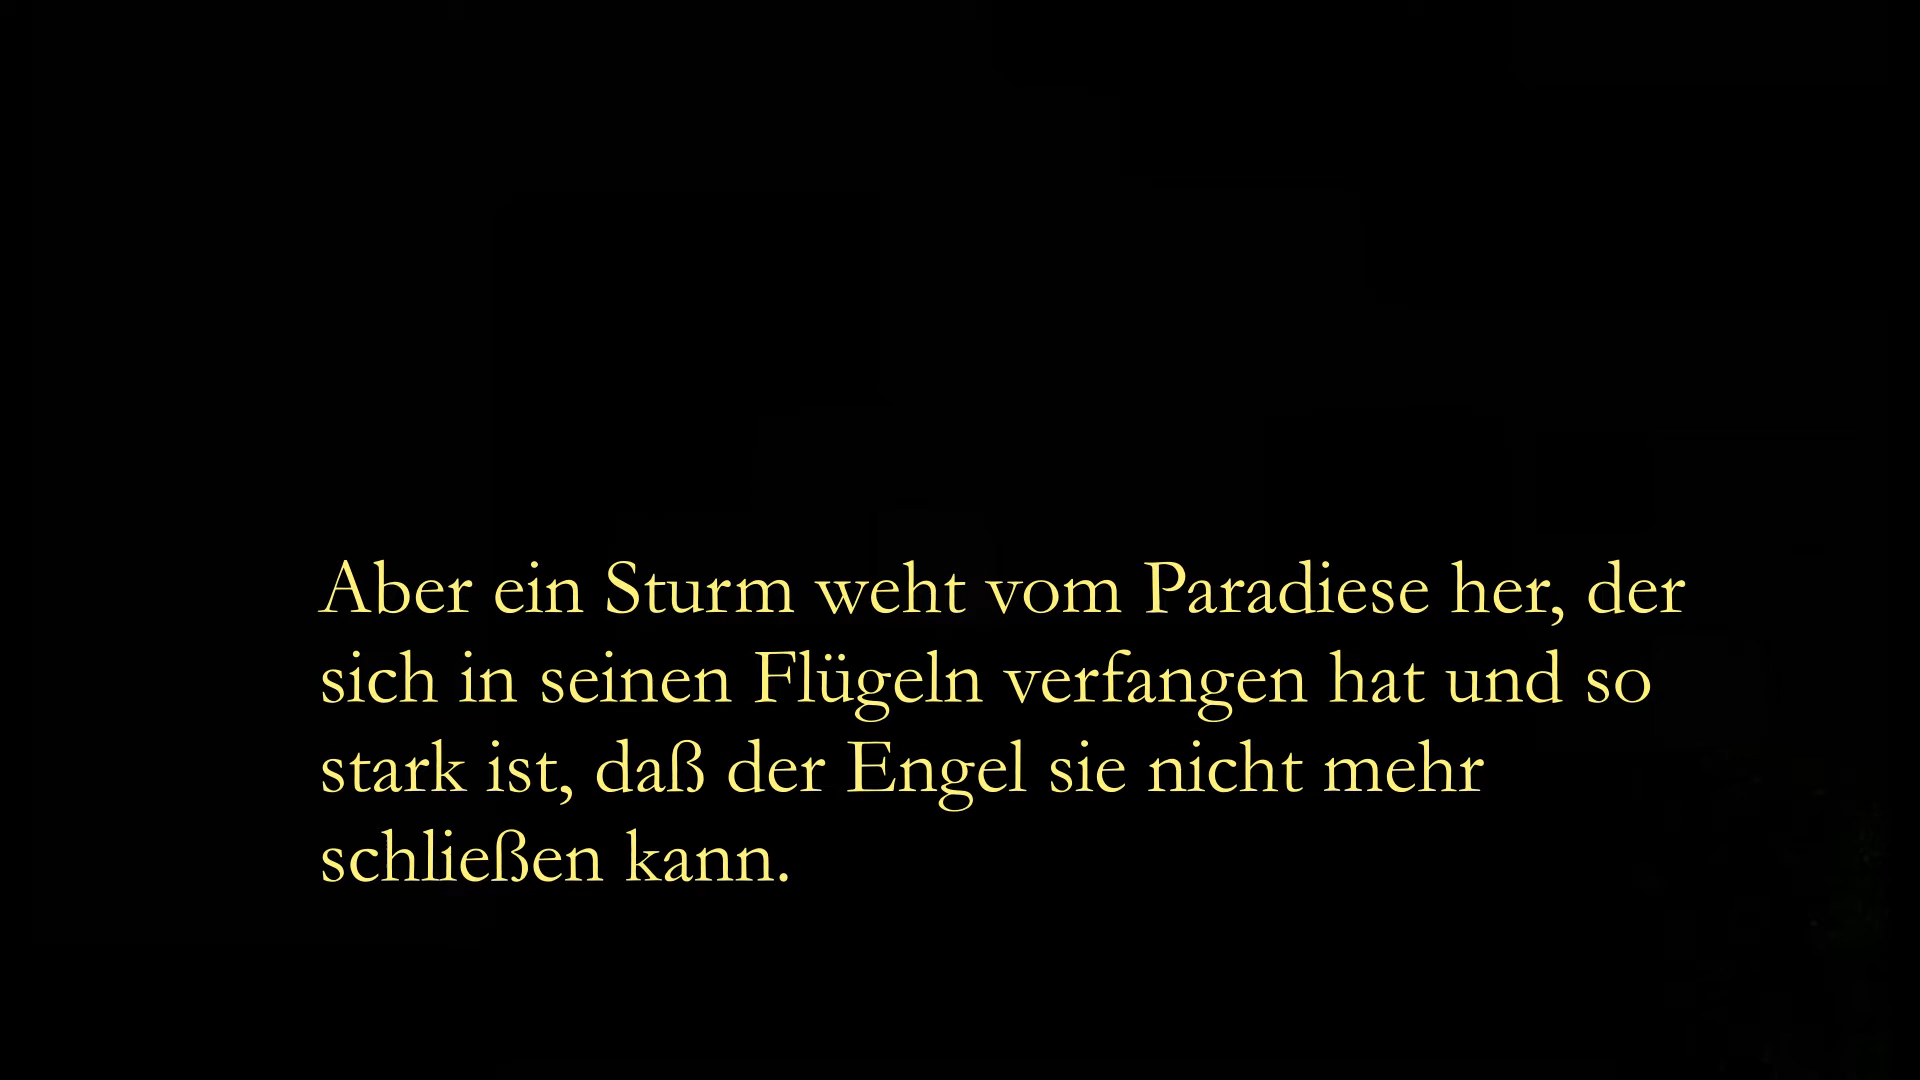 Aber ein Sturm weht vom Paradiese her, der
sich in seinen Flügeln verfangen hat und so
stark ist, daß der Engel sie nicht mehr
schließen kann.